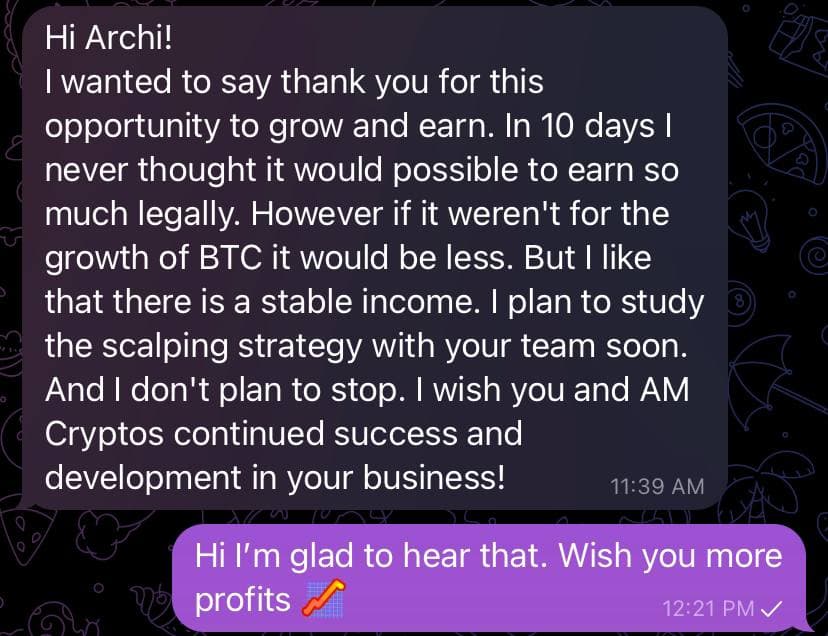 Hi Archi!
I wanted to say thank you for this
opportunity to grow and earn. In 10 days I
never thought it would possible to earn so
much legally. However if it weren't for the
growth of BTC it would be less. But I like
that there is a stable income. I plan to study
the scalping strategy with your team soon.
And I don't plan to stop. I wish you and AM
Cryptos continued success and
development in your business!
11:39 AM
Hi I’m glad to hear that. Wish you more
profits 📈
12:21 PM ✓